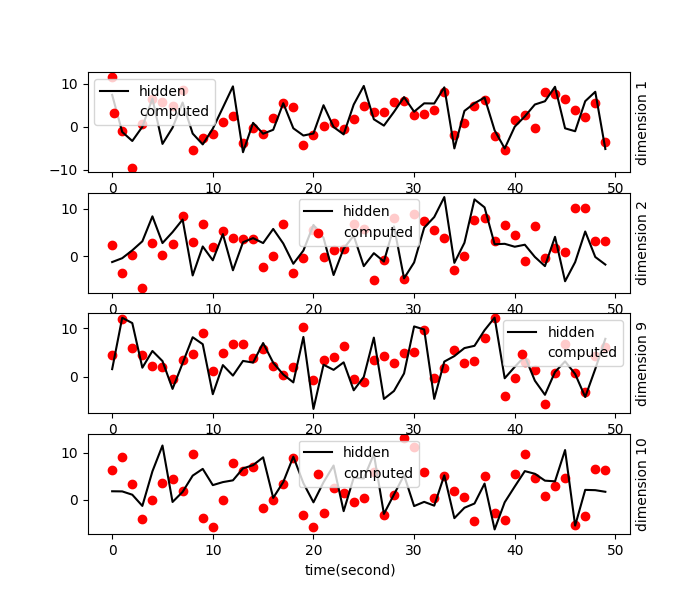 10
0
−10
hidden
computed
dimension 1
0 10 20 30 40 50
10
0
hidden
computed
dimension 2
0 10 20 30 40 50
10
0
hidden
computed
dimension 9
0 10 20 30 40 50
10
0
hidden
computed
dimension 10
0 10 20 30 40 50
time(second)